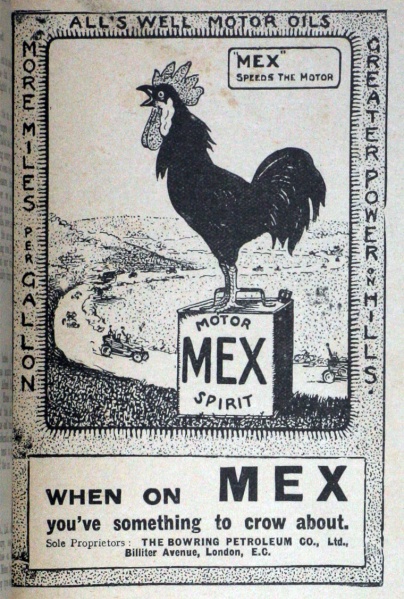 ALL'S WELL MOTOR OILS
MORE MILES PER GALLON
"MEX"
SPEEDS THE MOTOR
GREATER POWER ON HILLS.
MOTOR
MEX
SPIRIT
WHEN ON MEX
you've something to crow about.
Sole Proprietors: THE BOWRING PETROLEUM CO., Ltd.,
Billiter Avenue, London, E.C.